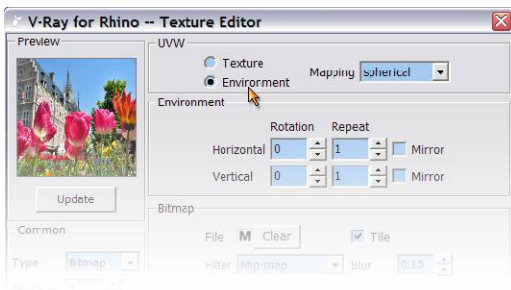 V-Ray for Rhino -- Texture Editor
Preview
UVW
Texture
Environment
Mapping spherical
Environment
Rotation Repeat
Horizontal 0 1 Mirror
Vertical 0 1 Mirror
Update
Bitmap
Common
File M Clear Tile
Type Bitmap
Filter Mip-map Blur 0.15